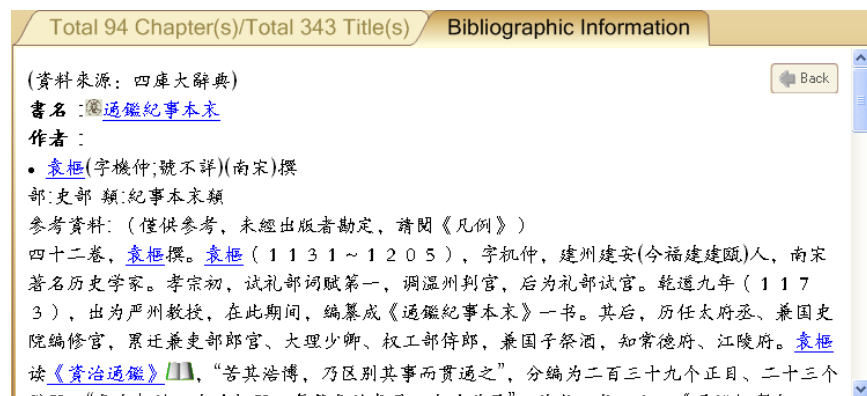 Total 94 Chapter(s)/Total 343 Title(s)
Bibliographic Information
(資料來源: 四庫大辭典)
Back
書名 :通鑑紀事本末
作者 :
• 袁樞(字機仲;號不詳)(南宋)撰
部:史部 類:紀事本末類
參考資料: (僅供參考, 未經出版者勘定, 請閱《凡例》)
四十二卷, 袁樞撰。袁樞(1131~1205), 字机仲, 建州建安(今福建建甌)人, 南宋
著名历史学家。孝宗初, 试礼部词赋第一, 调温州判官, 后为礼部试官。乾道九年(117
3), 出为严州教授, 在此期间, 编纂成《通鑑纪事本末》一书。其后, 历任太府丞、兼国史
院编修官, 累迁兼吏部郎官、大理少卿、权工部侍郎, 兼国子祭酒, 知常德府、江陵府。袁樞
读《資治通鑑》, “苦其浩博, 乃区别其事而贯通之”, 分编为二百三十九个正目、二十三个